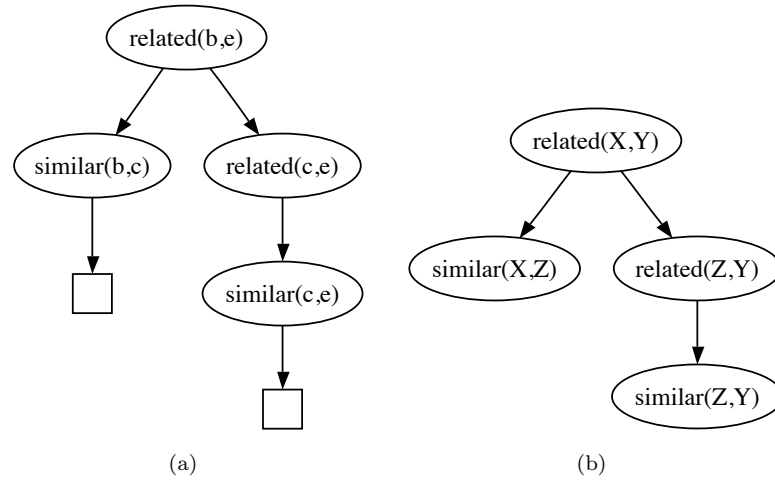 related(b,e)
similar(b,c)
related(c,e)
similar(c,e)
(a)
related(X,Y)
similar(X,Z)
related(Z,Y)
similar(Z,Y)
(b)